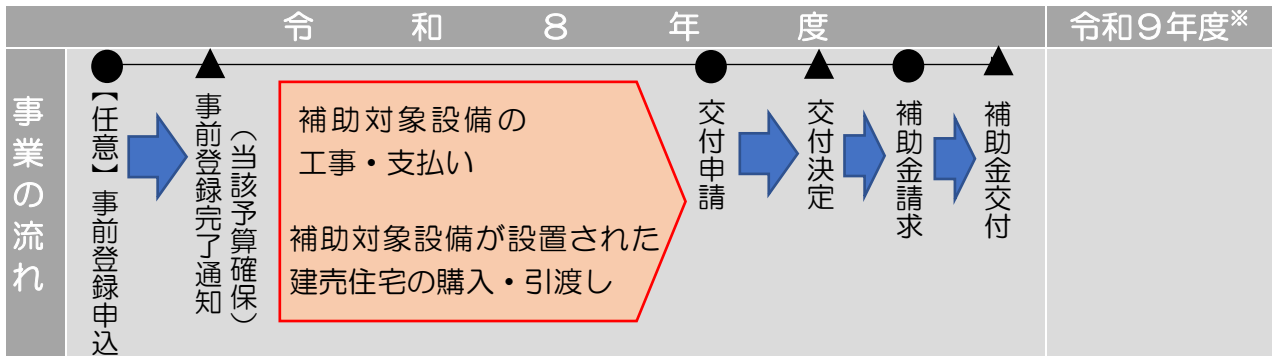 令和８年度
令和９年度※
事業の流れ
【任意】事前登録申込
事前登録完了通知
（当該予算確保）
補助対象設備の
工事・支払い
補助対象設備が設置された
建売住宅の購入・引渡し
交付申請
交付決定
補助金請求
補助金交付